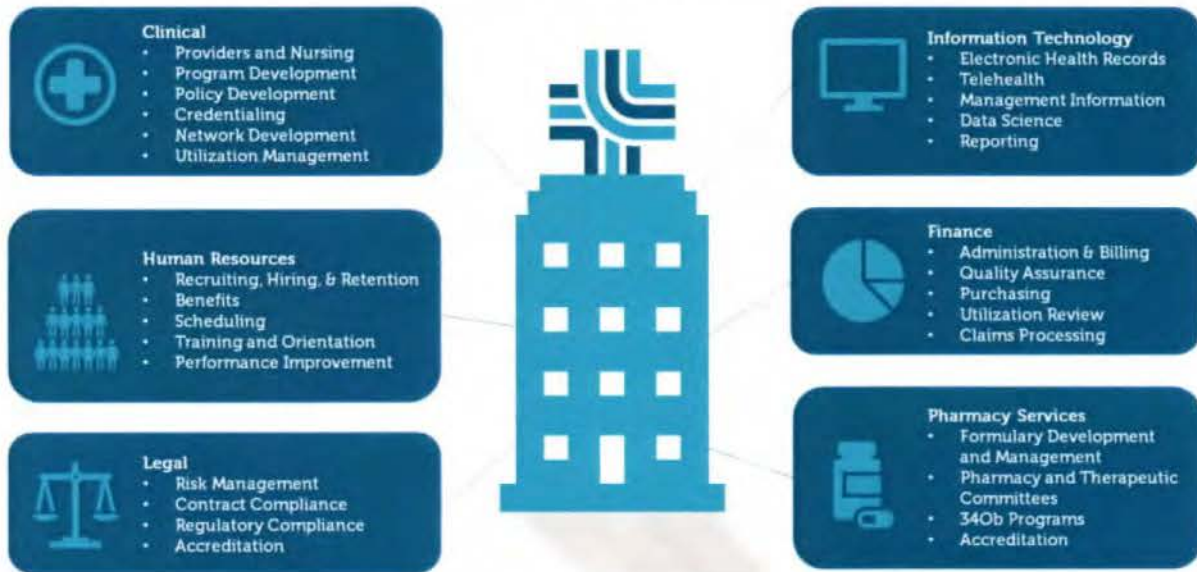 Clinical
• Providers and Nursing
• Program Development
• Policy Development
• Credentialing
• Network Development
• Utilization Management
Human Resources
• Recruiting, Hiring, & Retention
• Benefits
• Scheduling
• Training and Orientation
• Performance Improvement
Legal
• Risk Management
• Contract Compliance
• Regulatory Compliance
• Accreditation
Information Technology
• Electronic Health Records
• Telehealth
• Management Information
• Data Science
• Reporting
Finance
• Administration & Billing
• Quality Assurance
• Purchasing
• Utilization Review
• Claims Processing
Pharmacy Services
• Formulary Development
and Management
• Pharmacy and Therapeutic
Committees
• 340b Programs
• Accreditation